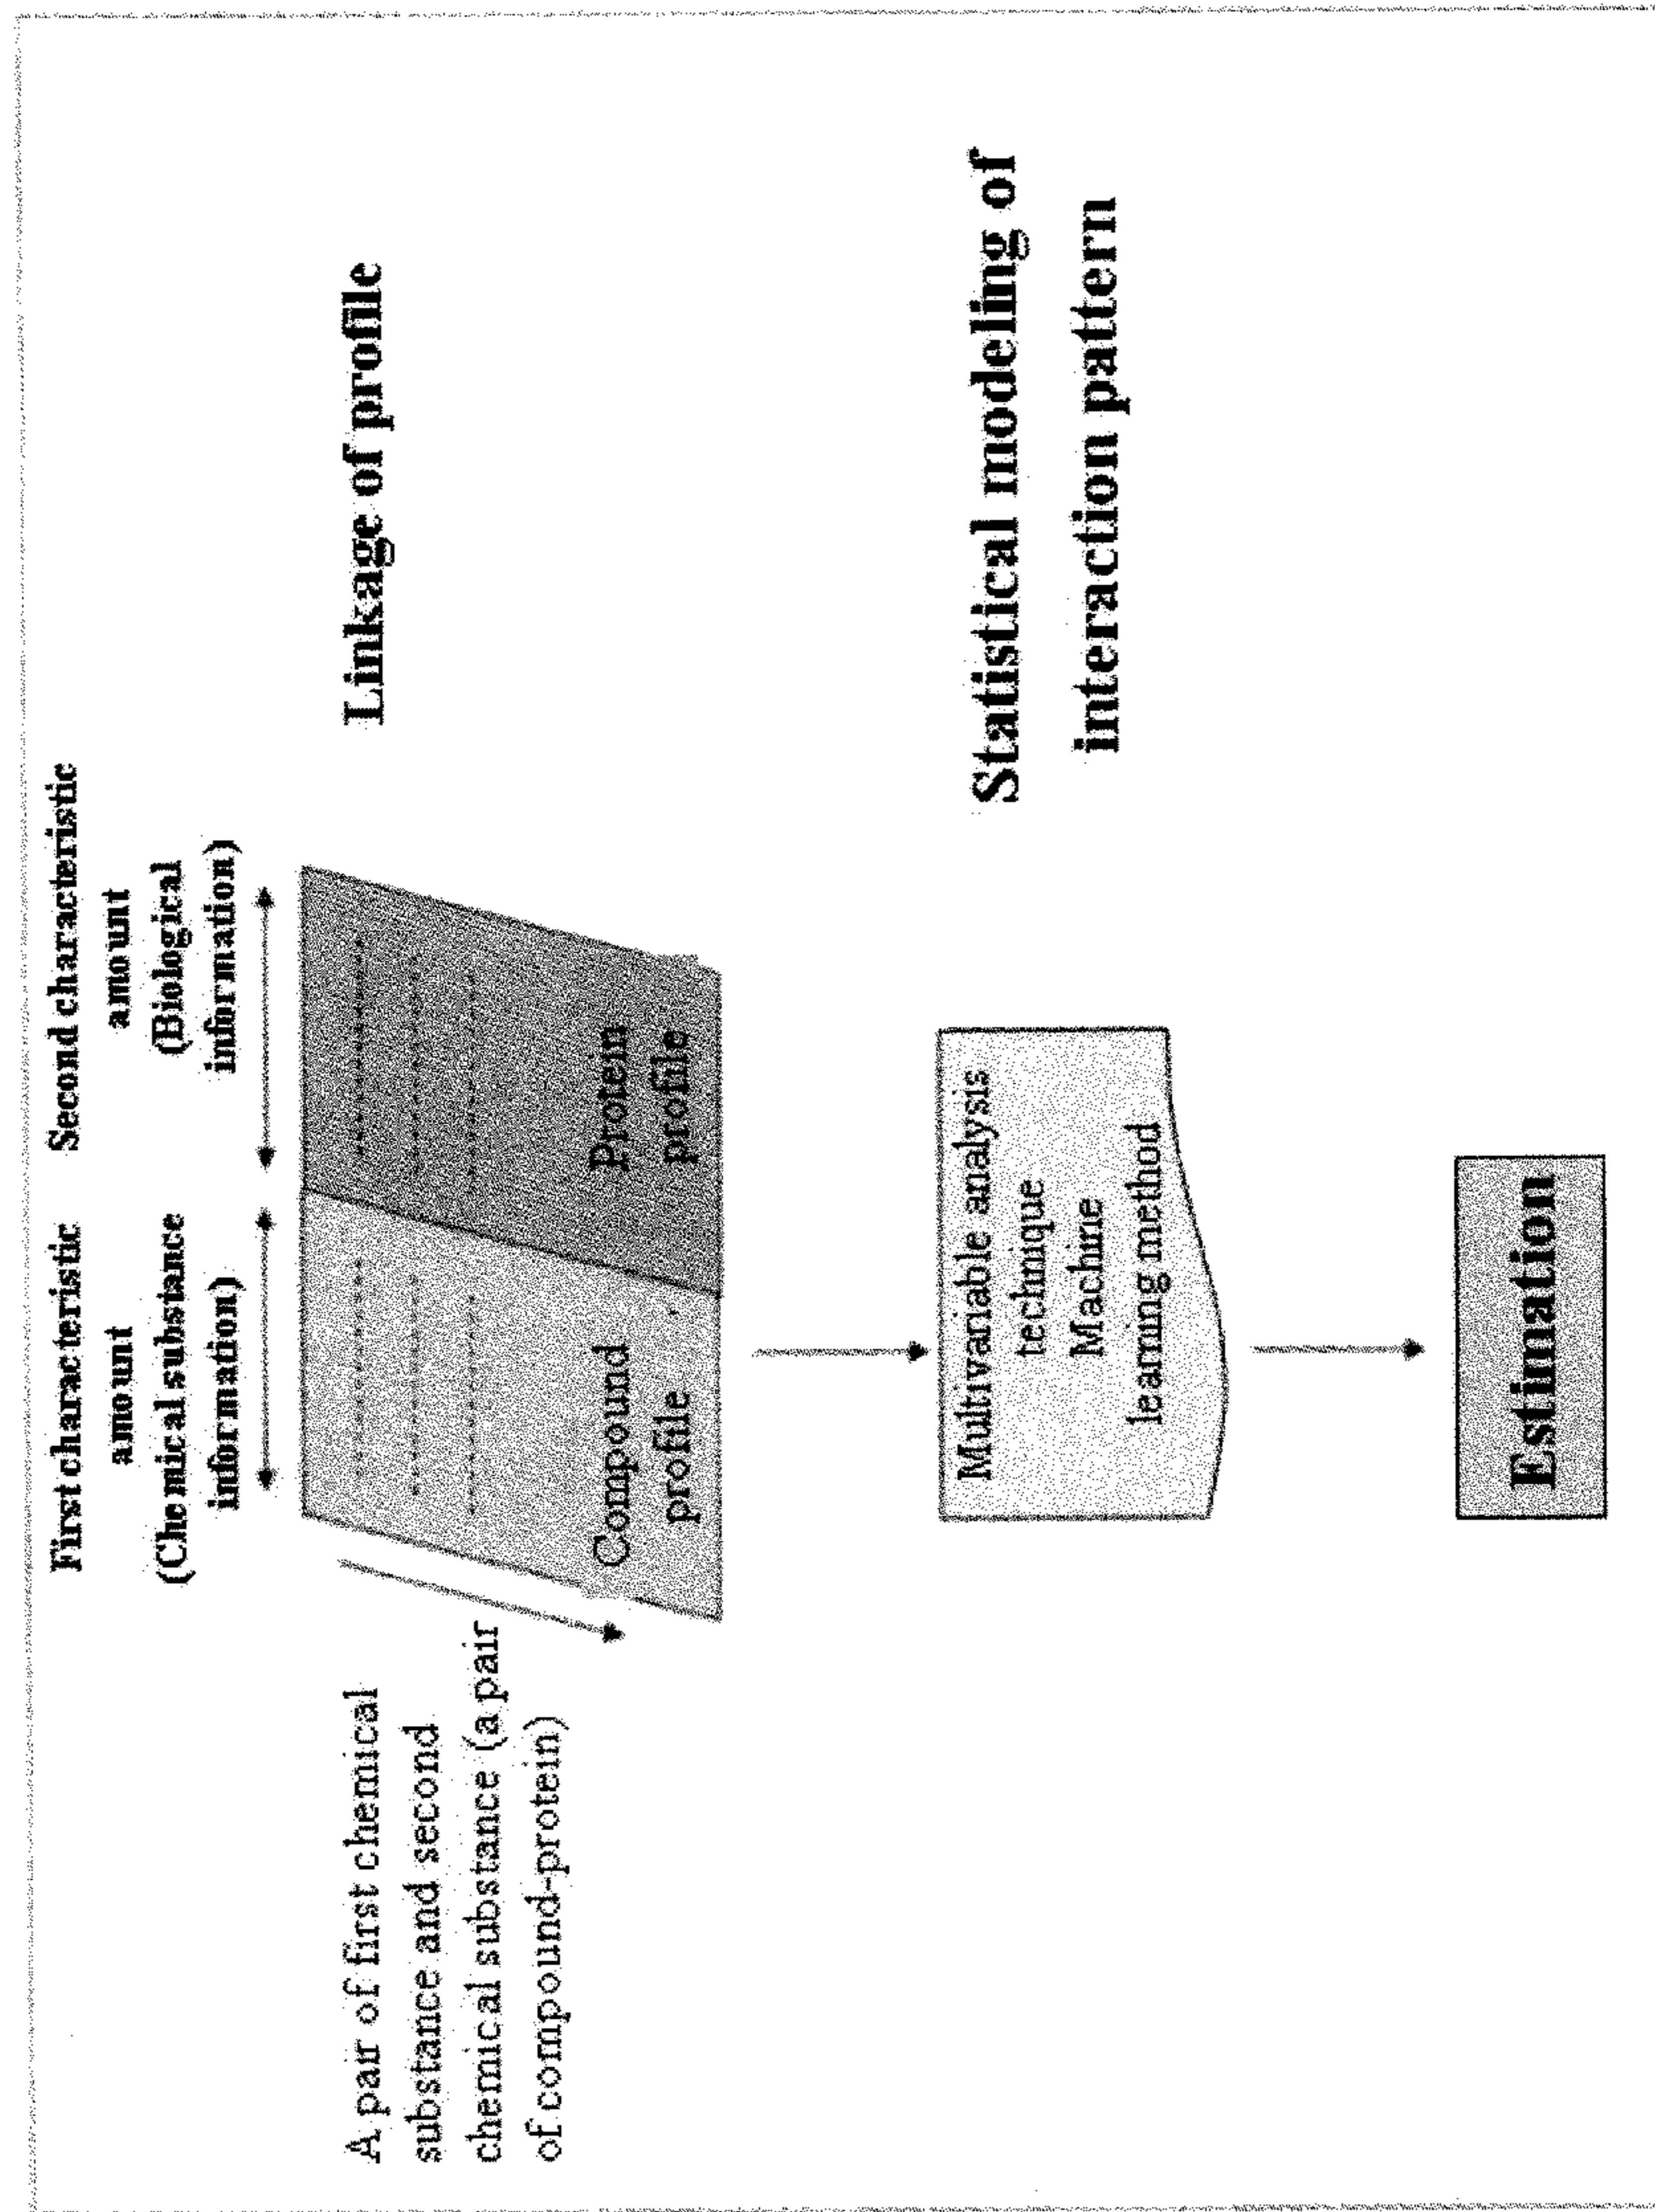 First characteristic
amount
(Chemical substance
information)
Second characteristic
amount
(Biological
information)
A pair of first chemical
substance and second
chemical substance (a pair
of compound-protein)
Compound
profile
Protein
profile
Linkage of profile
Multivariable analysis
technique
Machine
learning method
Statistical modeling of
interaction pattern
Estimation